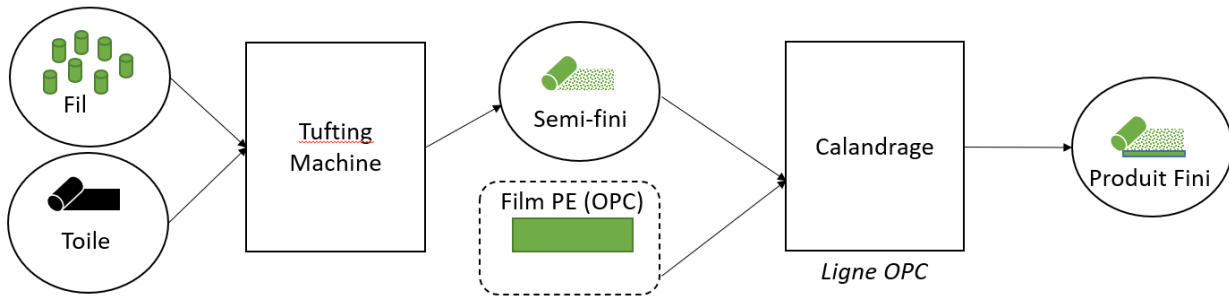 Fil
Toile
Tufting
Machine
Semi-fini
Film PE (OPC)
Calandrage
Ligne OPC
Produit Fini